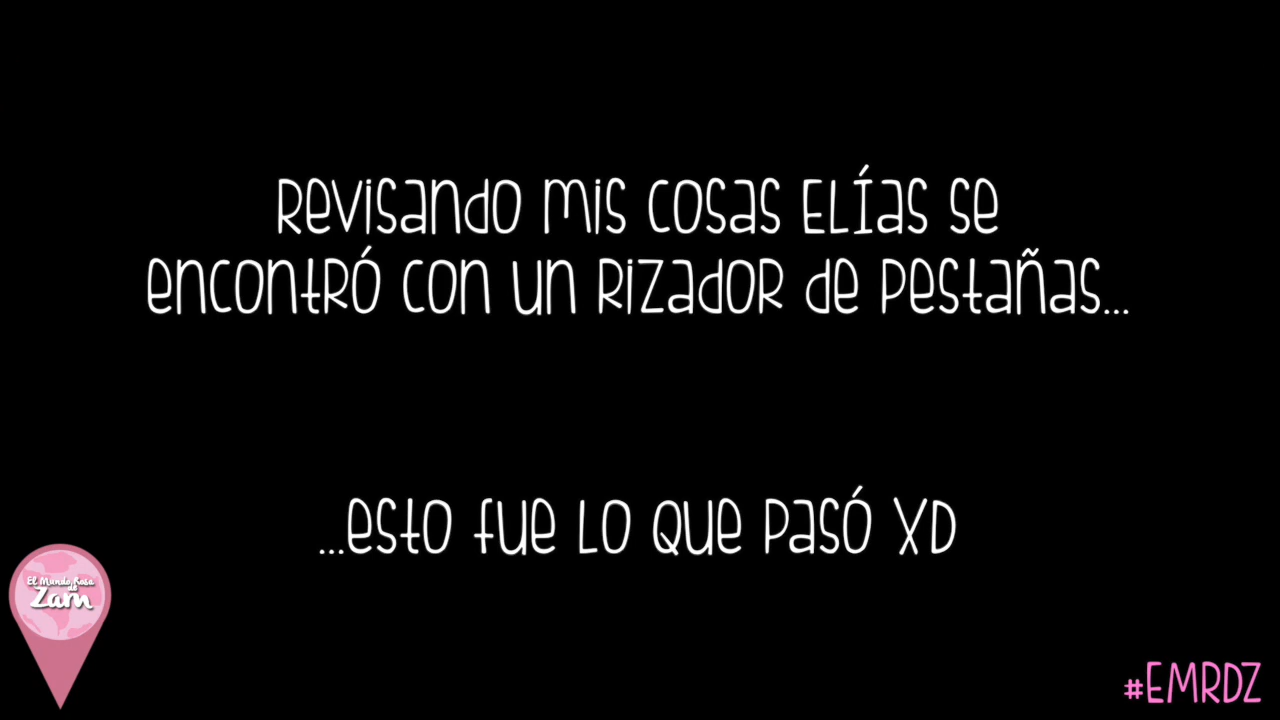 Revisando mis cosas Elías se
encontró con un rizador de pestañas...
...esto fue lo que pasó XD
El Mundo Rosa
de
Zam
#EMRDZ